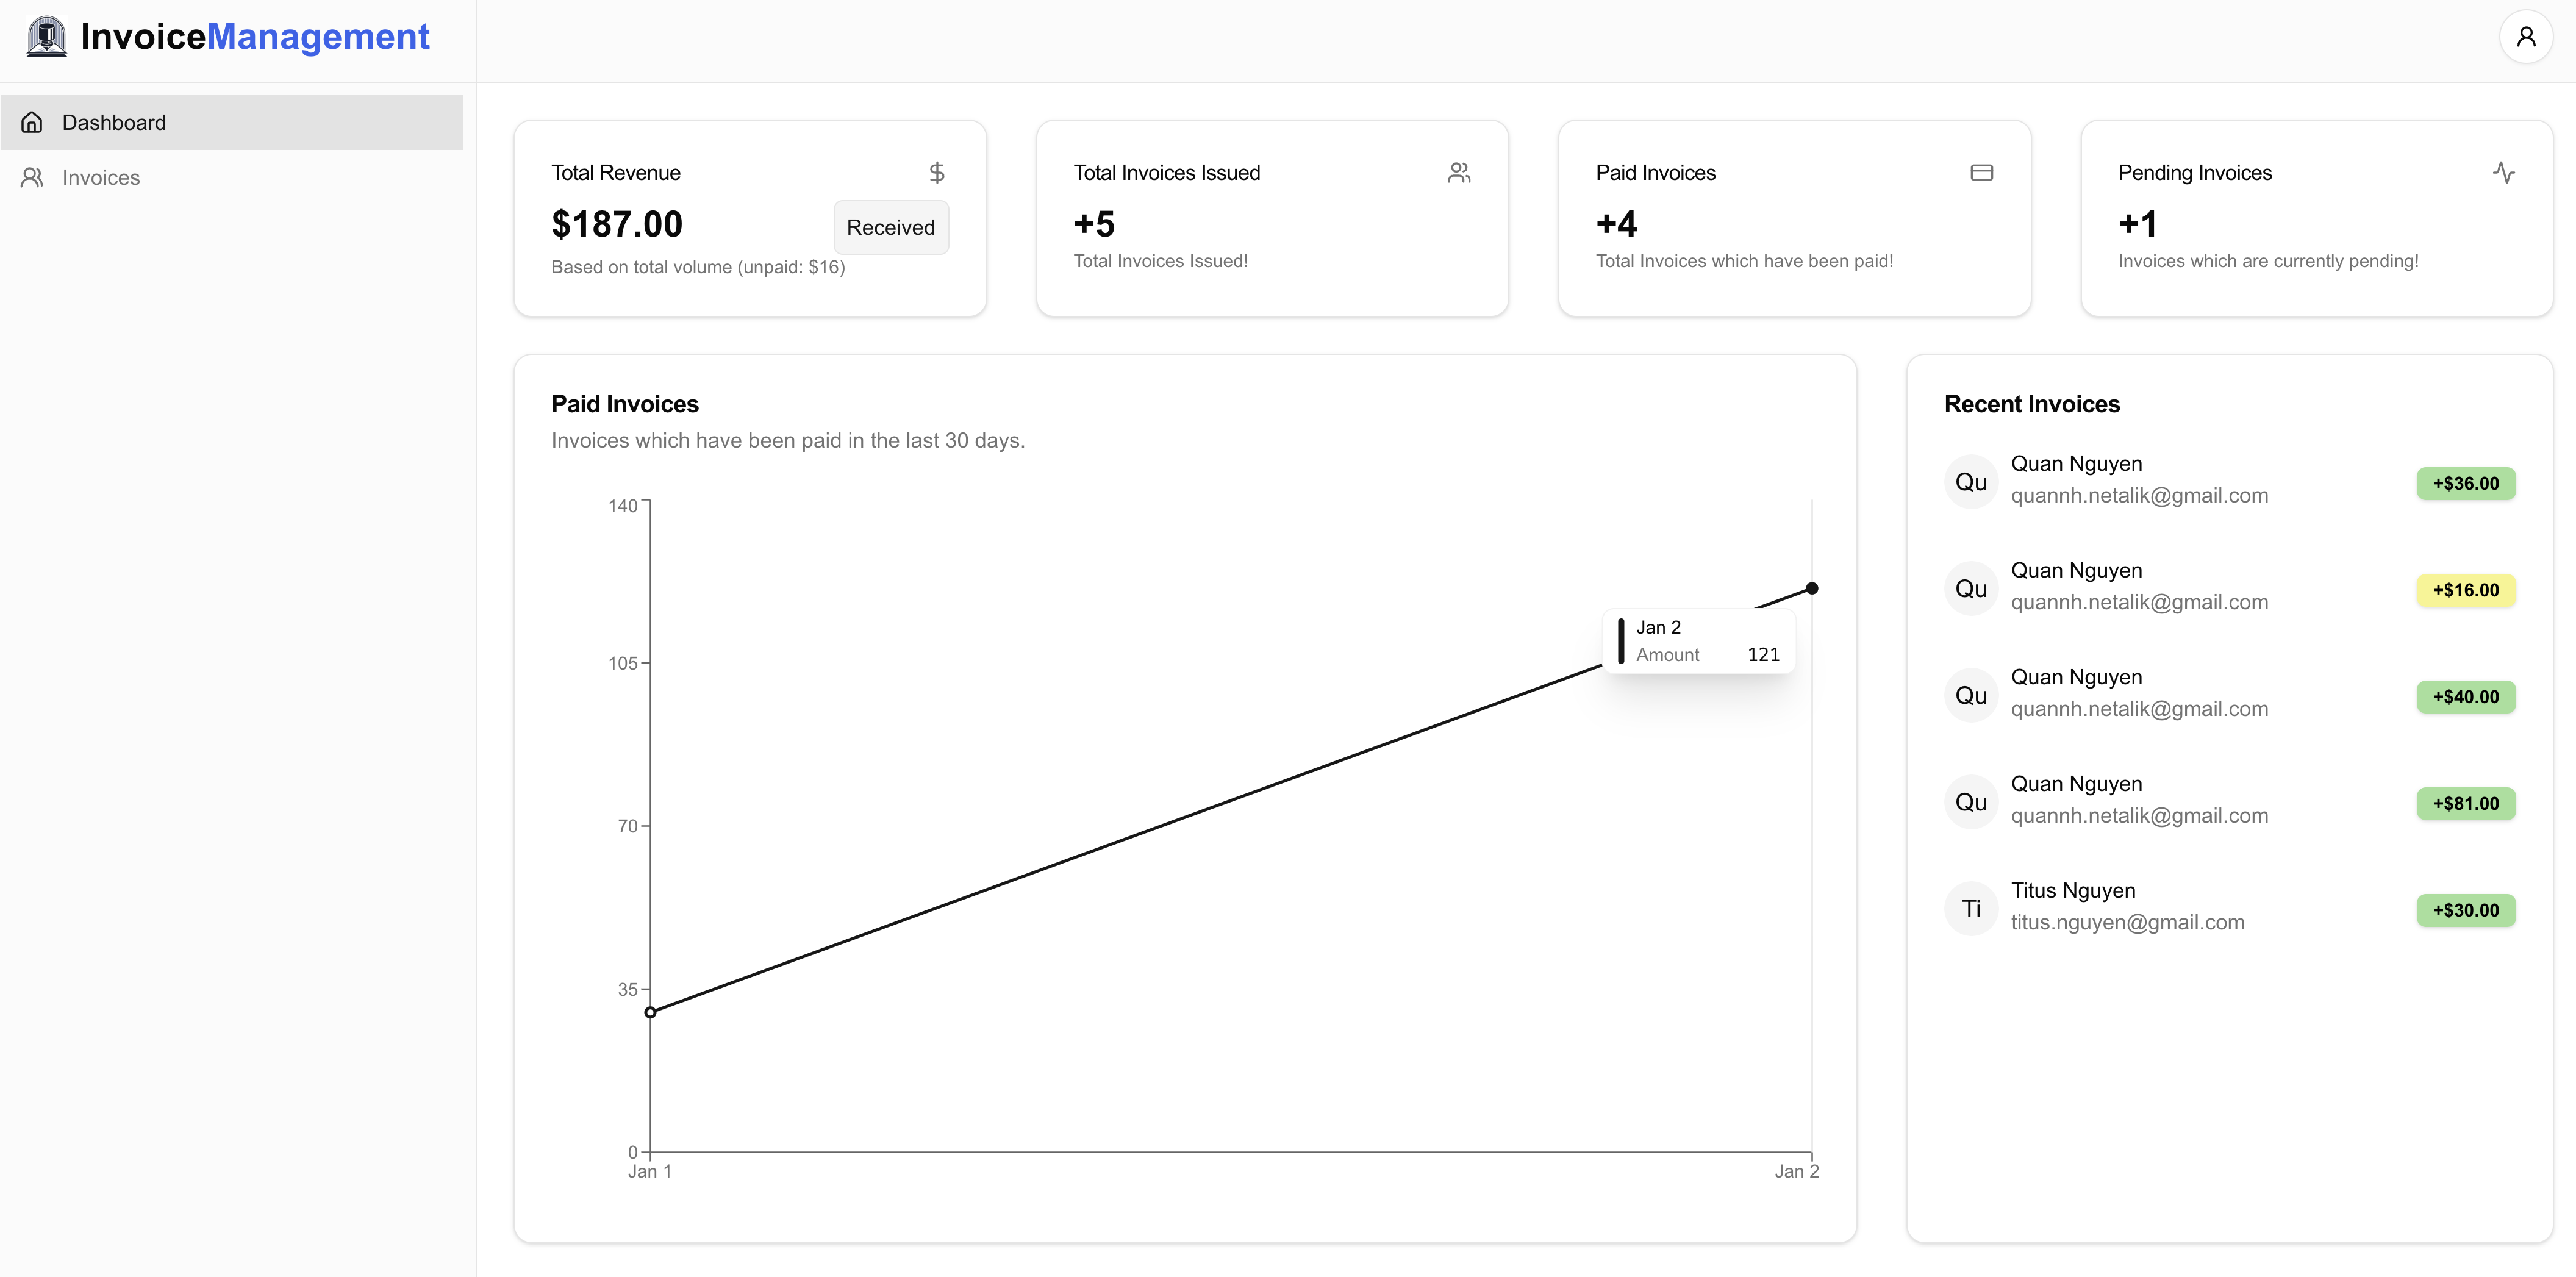 InvoiceManagement
Dashboard
Invoices
Total Revenue
$187.00
Received
Based on total volume (unpaid: $16)
Total Invoices Issued
+5
Total Invoices Issued!
Paid Invoices
+4
Total Invoices which have been paid!
Pending Invoices
+1
Invoices which are currently pending!
Paid Invoices
Invoices which have been paid in the last 30 days.
140
105
70
35
0
Jan 1
Jan 2
Jan 2
Amount 121
Recent Invoices
Qu
Quan Nguyen
quannh.netalik@gmail.com
+$36.00
Qu
Quan Nguyen
quannh.netalik@gmail.com
+$16.00
Qu
Quan Nguyen
quannh.netalik@gmail.com
+$40.00
Qu
Quan Nguyen
quannh.netalik@gmail.com
+$81.00
Ti
Titus Nguyen
titus.nguyen@gmail.com
+$30.00